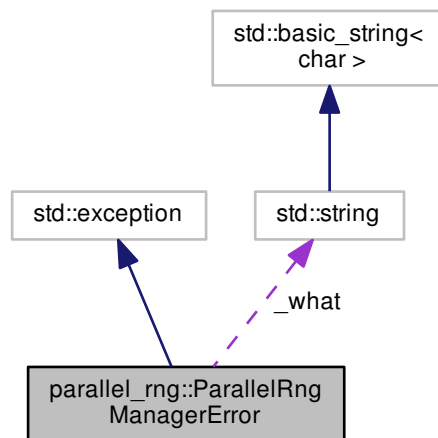 std::basic_string<
char >
std::exception
std::string
_what
parallel_rng::ParallelRng
ManagerError